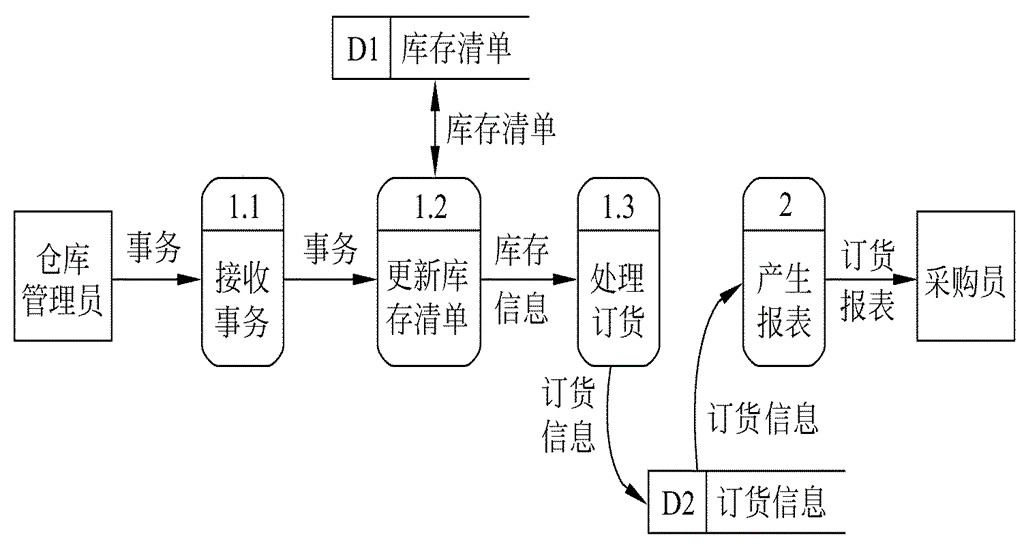 D1 库存清单
库存清单
仓库
管理员
事务
1.1
接收
事务
事务
1.2
更新库
存清单
库存
信息
1.3
处理
订货
订货
信息
D2 订货信息
订货信息
2
产生
报表
订货
报表
采购员